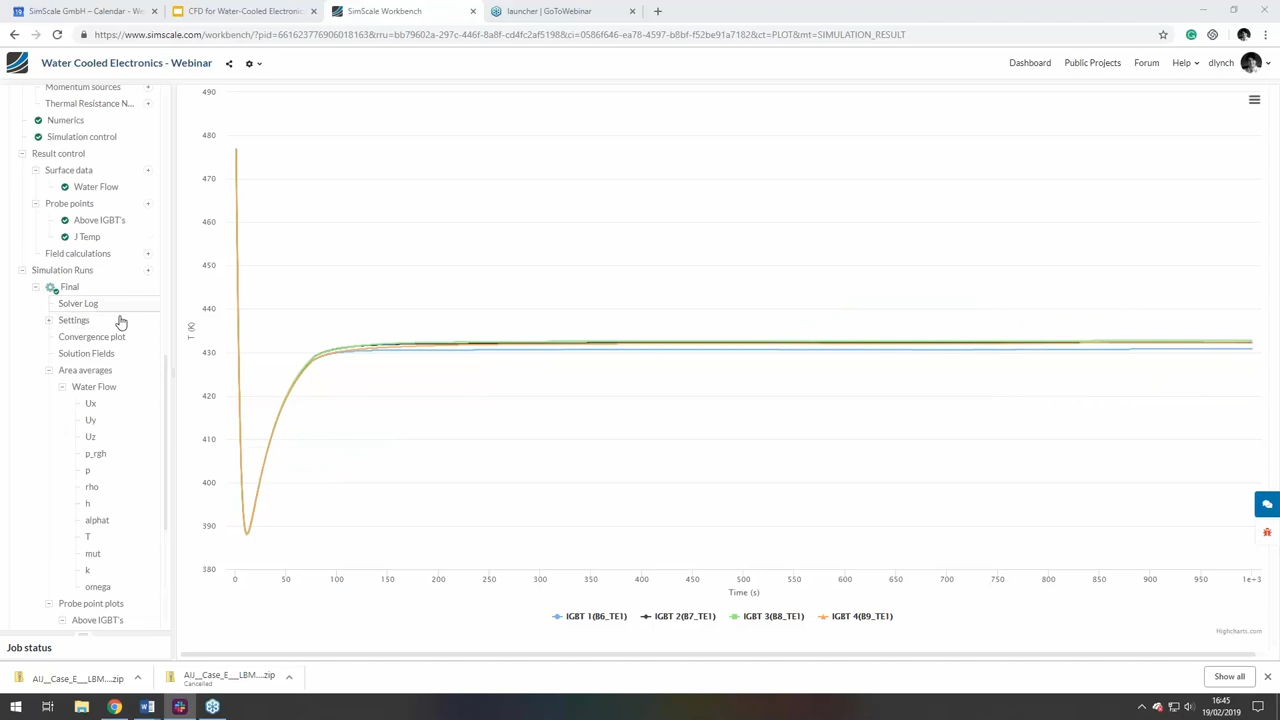 SimScale GmbH – Calendar - We
CFD for Water-Cooled Electronic
SimScale Workbench
launcher | GoToWebinar
https://www.simscale.com/workbench/?pid=661623776906018163&rru=bb79602a-297c-446f-8a8f-cd4fc2af5198&ci=0586f646-ea78-4597-b8bf-f52be91a7182&ct=PLOT&mt=SIMULATION_RESULT
Water Cooled Electronics - Webinar
Dashboard
Public Projects
Forum
Help
dlynch
Momentum sources
Thermal Resistance N...
Numerics
Simulation control
Result control
Surface data
Water Flow
Probe points
Above IGBT's
J Temp
Field calculations
Simulation Runs
Final
Solver Log
Settings
Convergence plot
Solution Fields
Area averages
Water Flow
Ux
Uy
Uz
p_rgh
p
rho
h
alphat
T
mut
k
omega
Probe point plots
Above IGBT's
Job status
490
480
470
460
450
440
430
420
410
400
390
380
T (K)
0 50 100 150 200 250 300 350 400 450 500 550 600 650 700 750 800 850 900 950 1e+3
Time (s)
IGBT 1(B6_TE1) IGBT 2(B7_TE1) IGBT 3(B8_TE1) IGBT 4(B9_TE1)
Highcharts.com
AIJ__Case_E___LBM....zip
AIJ__Case_E___LBM....zip
Cancelled
Show all
16:45
19/02/2019